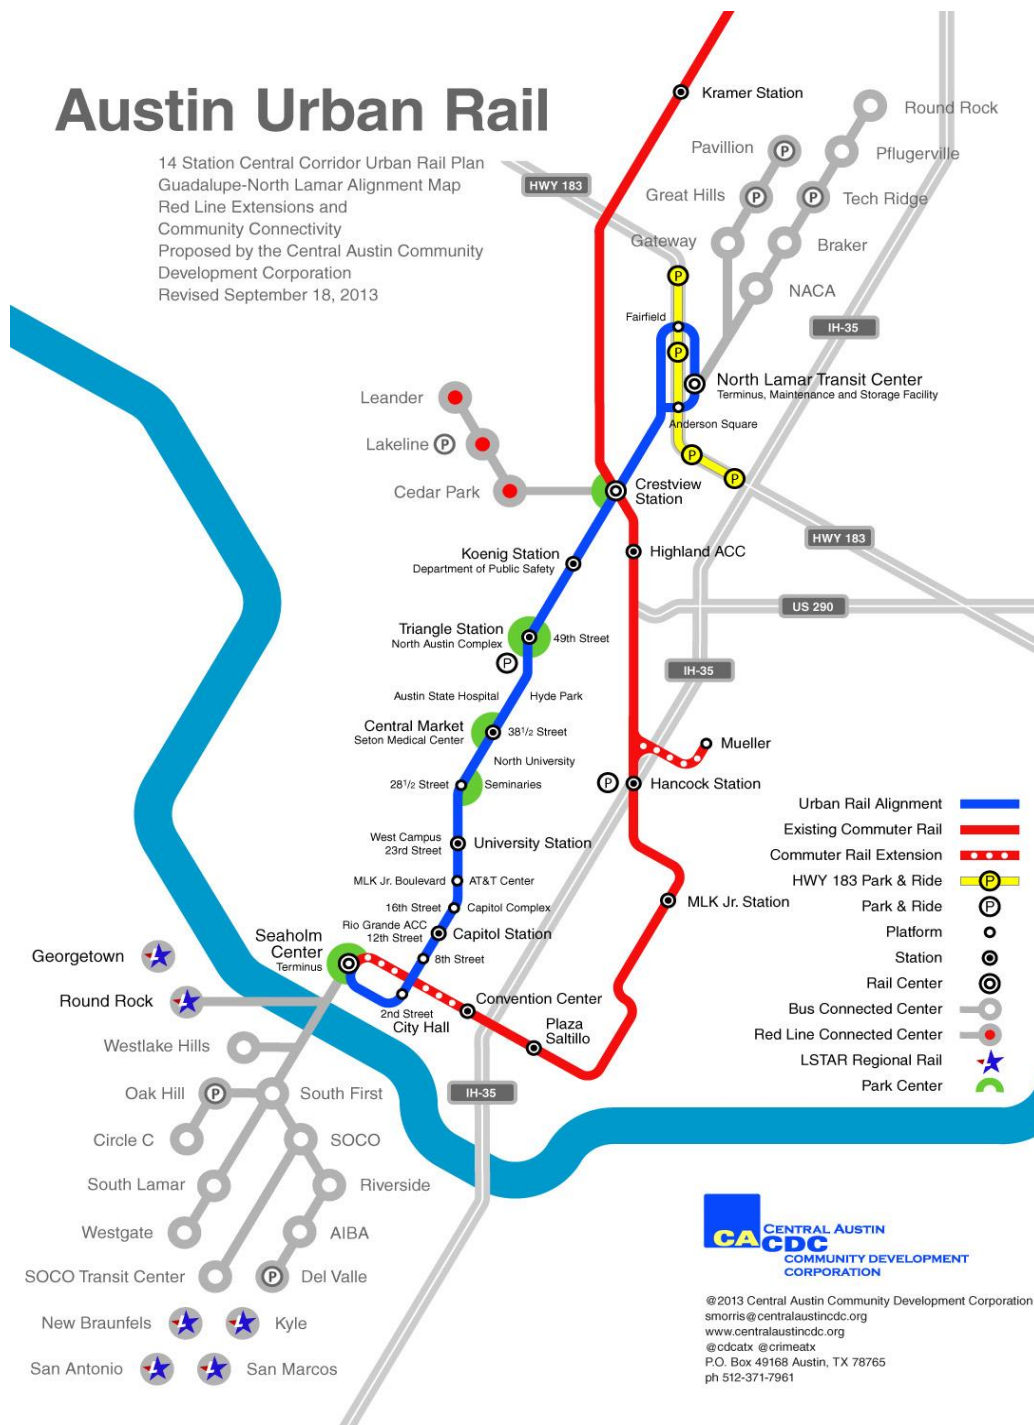 Austin Urban Rail
14 Station Central Corridor Urban Rail Plan
Guadalupe-North Lamar Alignment Map
Red Line Extensions and
Community Connectivity
Proposed by the Central Austin Community
Development Corporation
Revised September 18, 2013
Kramer Station
Round Rock
Pavillion
P
Pflugerville
HWY 183
Great Hills
P
P
Tech Ridge
Gateway
Braker
P
NACA
Fairfield
IH-35
P
North Lamar Transit Center
Terminus, Maintenance and Storage Facility
Leander
Anderson Square
Lakeline
P
P
P
Cedar Park
Crestview
Station
HWY 183
Koenig Station
Department of Public Safety
Highland ACC
US 290
Triangle Station
North Austin Complex
49th Street
P
IH-35
Austin State Hospital
Hyde Park
Central Market
Seton Medical Center
38 1/2 Street
Mueller
North University
28 1/2 Street
Seminaries
P
Hancock Station
West Campus
23rd Street
University Station
MLK Jr. Boulevard
AT&T Center
16th Street
Capitol Complex
MLK Jr. Station
Rio Grande ACC
12th Street
Capitol Station
Seaholm
Center
Terminus
8th Street
Georgetown
L
Round Rock
L
2nd Street
City Hall
Convention Center
Plaza
Saltillo
Westlake Hills
Oak Hill
P
South First
IH-35
Circle C
SOCO
South Lamar
Riverside
Westgate
AIBA
SOCO Transit Center
P
Del Valle
New Braunfels
L
L
Kyle
San Antonio
L
L
San Marcos
Urban Rail Alignment
Existing Commuter Rail
Commuter Rail Extension
HWY 183 Park & Ride
P
Park & Ride
P
Platform
Station
Rail Center
Bus Connected Center
Red Line Connected Center
LSTAR Regional Rail
L
Park Center
CACDC
CENTRAL AUSTIN
COMMUNITY DEVELOPMENT
CORPORATION
@2013 Central Austin Community Development Corporation
smorris@centralaustincdc.org
www.centralaustincdc.org
@cdcatx @crimeatx
P.O. Box 49168 Austin, TX 78765
ph 512-371-7961